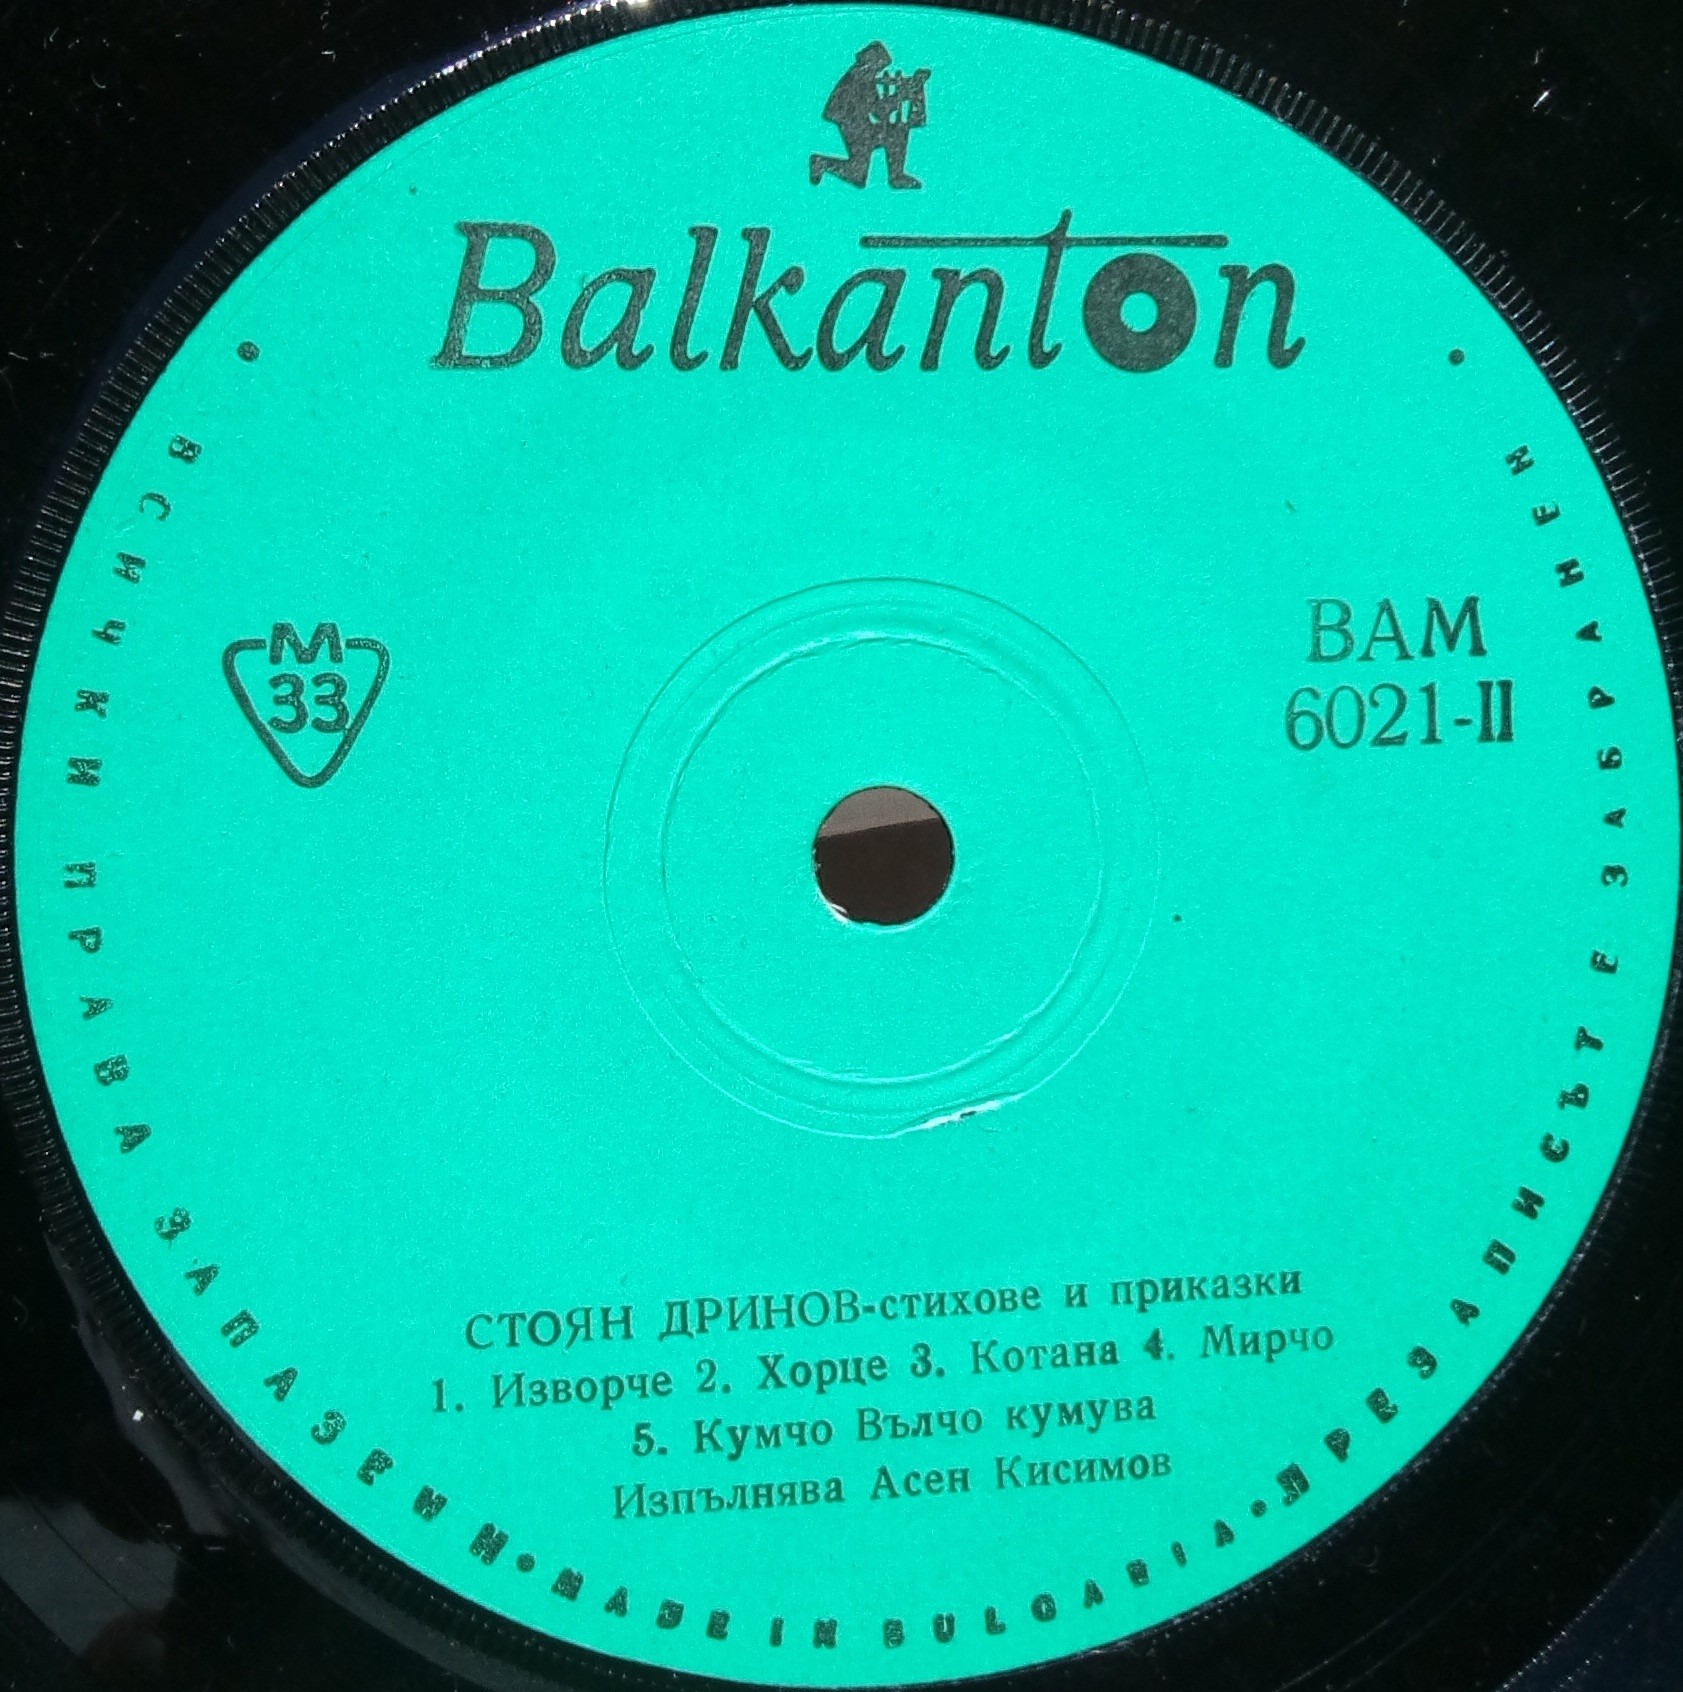 Balkanton
M
33
ВАМ
6021-II
СТОЯН ДРИНОВ-стихове и приказки
1. Изворче 2. Хорце 3. Котана 4. Мирчо
5. Кумчо Вълчо кумува
Изпълнява Асен Кисимов
• ВСИЧКИ ПРАВА ЗАПАЗЕНИ • MADE IN BULGARIA • ПРЕЗАПИСЪТ Е ЗАБРАНЕН •